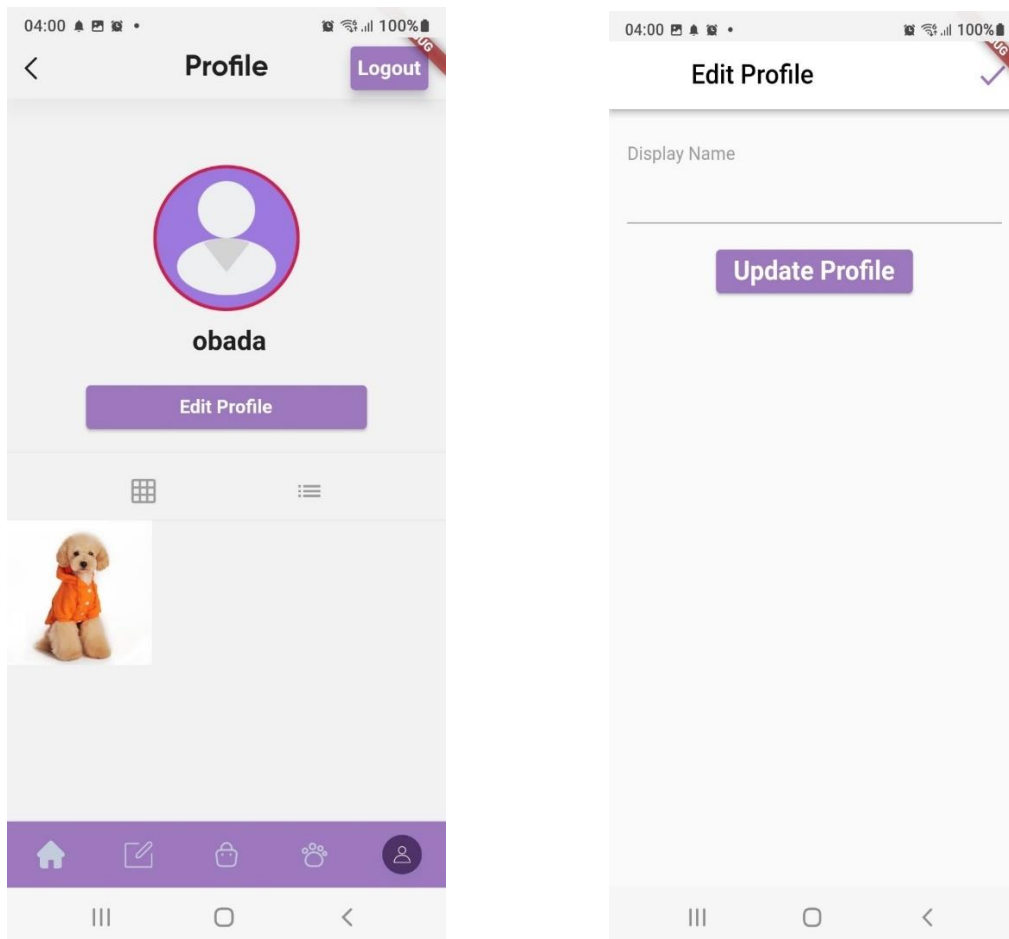 04:00
100%
Profile
Logout
obada
Edit Profile
04:00
100%
Edit Profile
Display Name
Update Profile